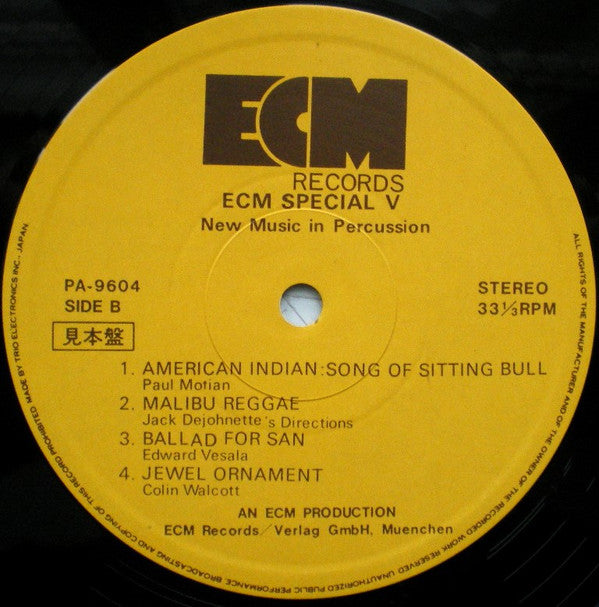 ECM
RECORDS
ECM SPECIAL V
New Music in Percussion
PA-9604
SIDE B
見本盤
STEREO
33⅓RPM
1. AMERICAN INDIAN:SONG OF SITTING BULL
Paul Motian
2. MALIBU REGGAE
Jack Dejohnette's Directions
3. BALLAD FOR SAN
Edward Vesala
4. JEWEL ORNAMENT
Colin Walcott
AN ECM PRODUCTION
ECM Records/Verlag GmbH, Muenchen
ALL RIGHTS OF THE MANUFACTURER AND OF THE OWNER OF THE RECORDED WORK RESERVED UNAUTHORIZED PUBLIC PERFORMANCE BROADCASTING AND COPYING OF THIS RECORD PROHIBITED MADE BY TRIO ELECTRONICS INC., JAPAN